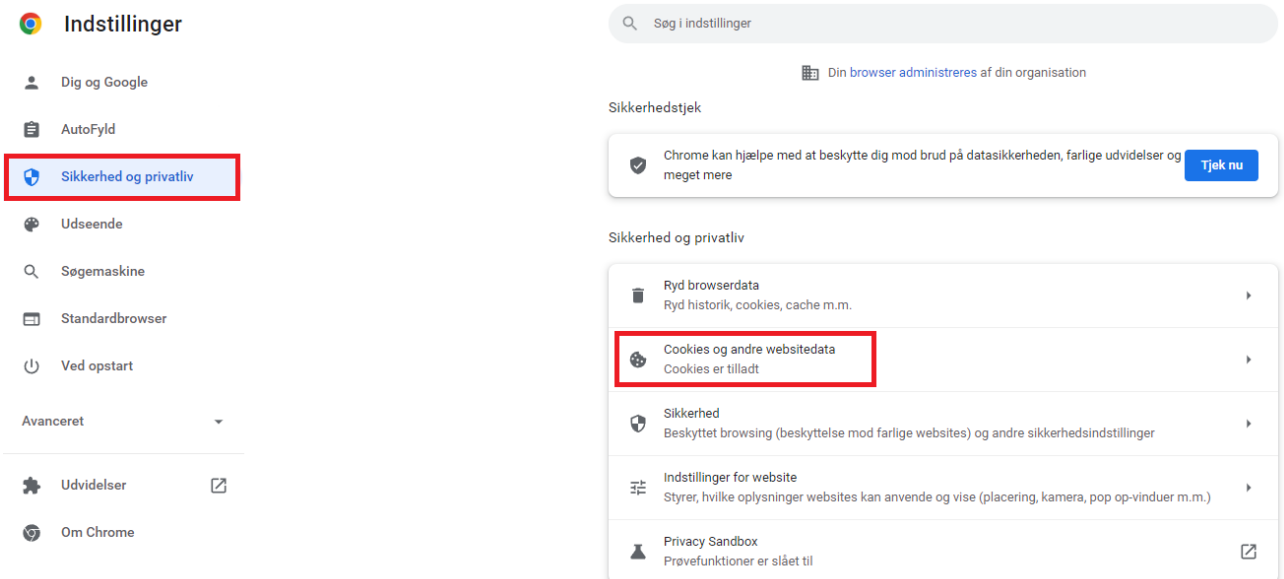 Indstillinger
Dig og Google
AutoFyld
Sikkerhed og privatliv
Udseende
Søgemaskine
Standardbrowser
Ved opstart
Avanceret
Udvidelser
Om Chrome
Søg i indstillinger
Din browser administreres af din organisation
Sikkerhedstjek
Chrome kan hjælpe med at beskytte dig mod brud på datasikkerheden, farlige udvidelser og
meget mere
Tjek nu
Sikkerhed og privatliv
Ryd browserdata
Ryd historik, cookies, cache m.m.
Cookies og andre websitedata
Cookies er tilladt
Sikkerhed
Beskyttet browsing (beskyttelse mod farlige websites) og andre sikkerhedsindstillinger
Indstillinger for website
Styrer, hvilke oplysninger websites kan anvende og vise (placering, kamera, pop op-vinduer m.m.)
Privacy Sandbox
Prøvefunktioner er slået til